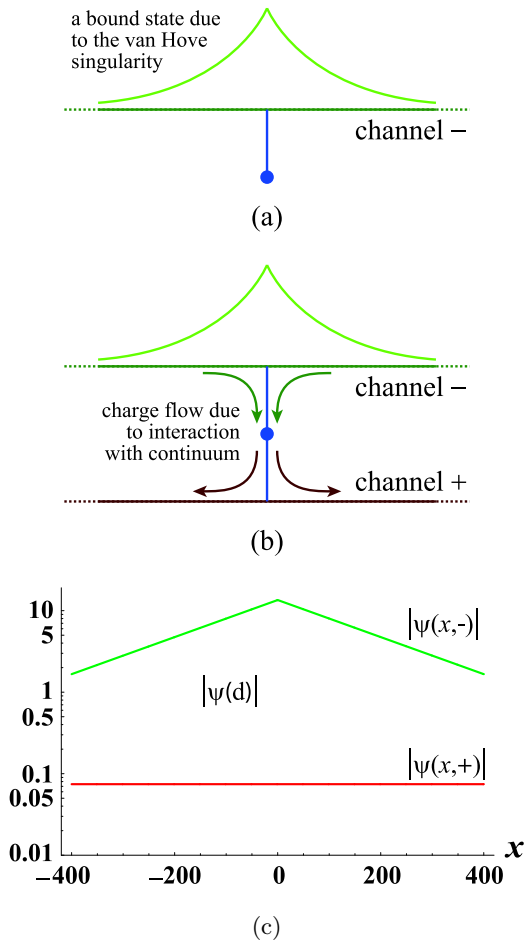 a bound state due
to the van Hove
singularity
channel −
(a)
channel −
charge flow due
to interaction
with continuum
channel +
(b)
10
5
|ψ(x,-)|
1
|ψ(d)|
0.5
0.1
|ψ(x,+)|
0.05
0.01
−400
−200
0
200
400
x
(c)